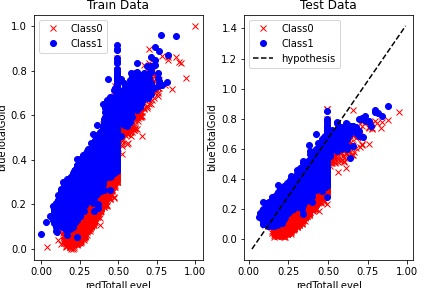 Train Data
Class0
Class1
1.0
0.8
0.6
0.4
0.2
0.0
blueTotalGold
0.00 0.25 0.50 0.75 1.00
redTotalLevel
Test Data
Class0
Class1
hypothesis
1.4
1.2
1.0
0.8
0.6
0.4
0.2
0.0
blueTotalGold
0.00 0.25 0.50 0.75 1.00
redTotalLevel